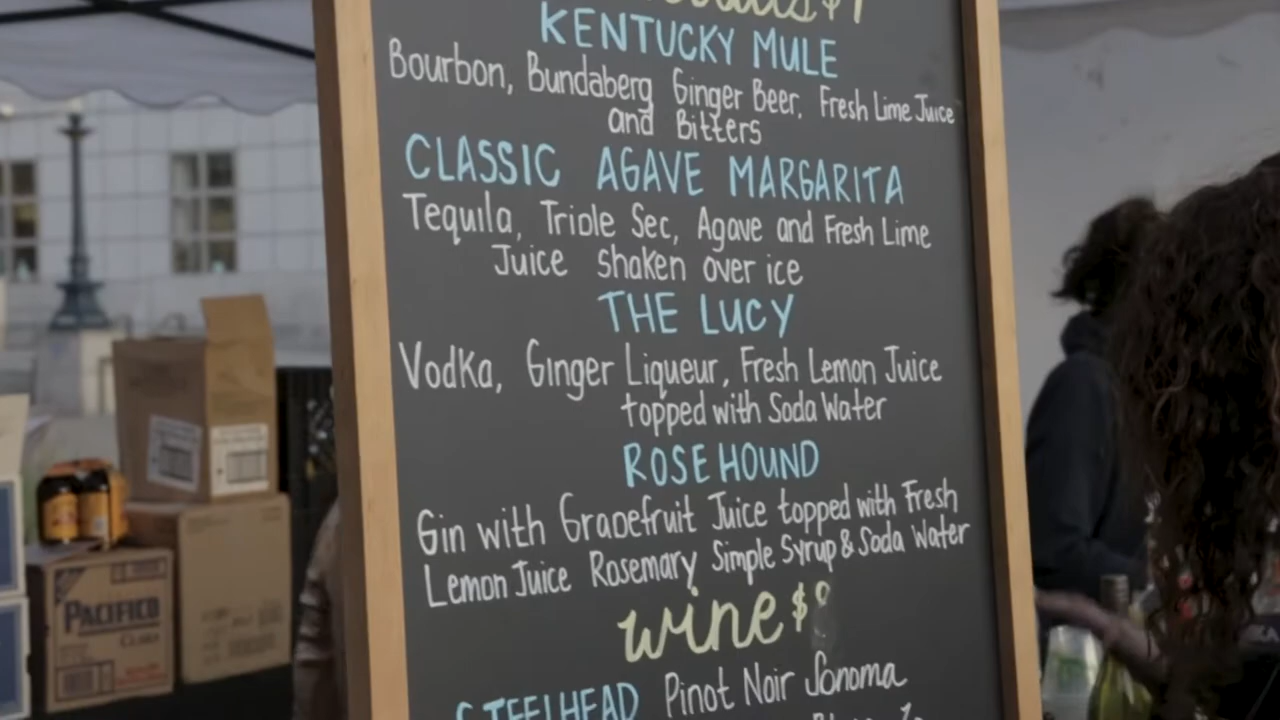 KENTUCKY MULE
Bourbon, Bundaberg Ginger Beer, Fresh Lime Juice
and Bitters
CLASSIC AGAVE MARGARITA
Tequila, Triple Sec, Agave and Fresh Lime
Juice shaken over ice
THE LUCY
Vodka, Ginger Liqueur, Fresh Lemon Juice
topped with Soda Water
ROSE HOUND
Gin with Grapefruit Juice topped with Fresh
Lemon Juice Rosemary Simple Syrup & Soda Water
wine $
STEELHEAD Pinot Noir Sonoma
PACIFICO
CLARA